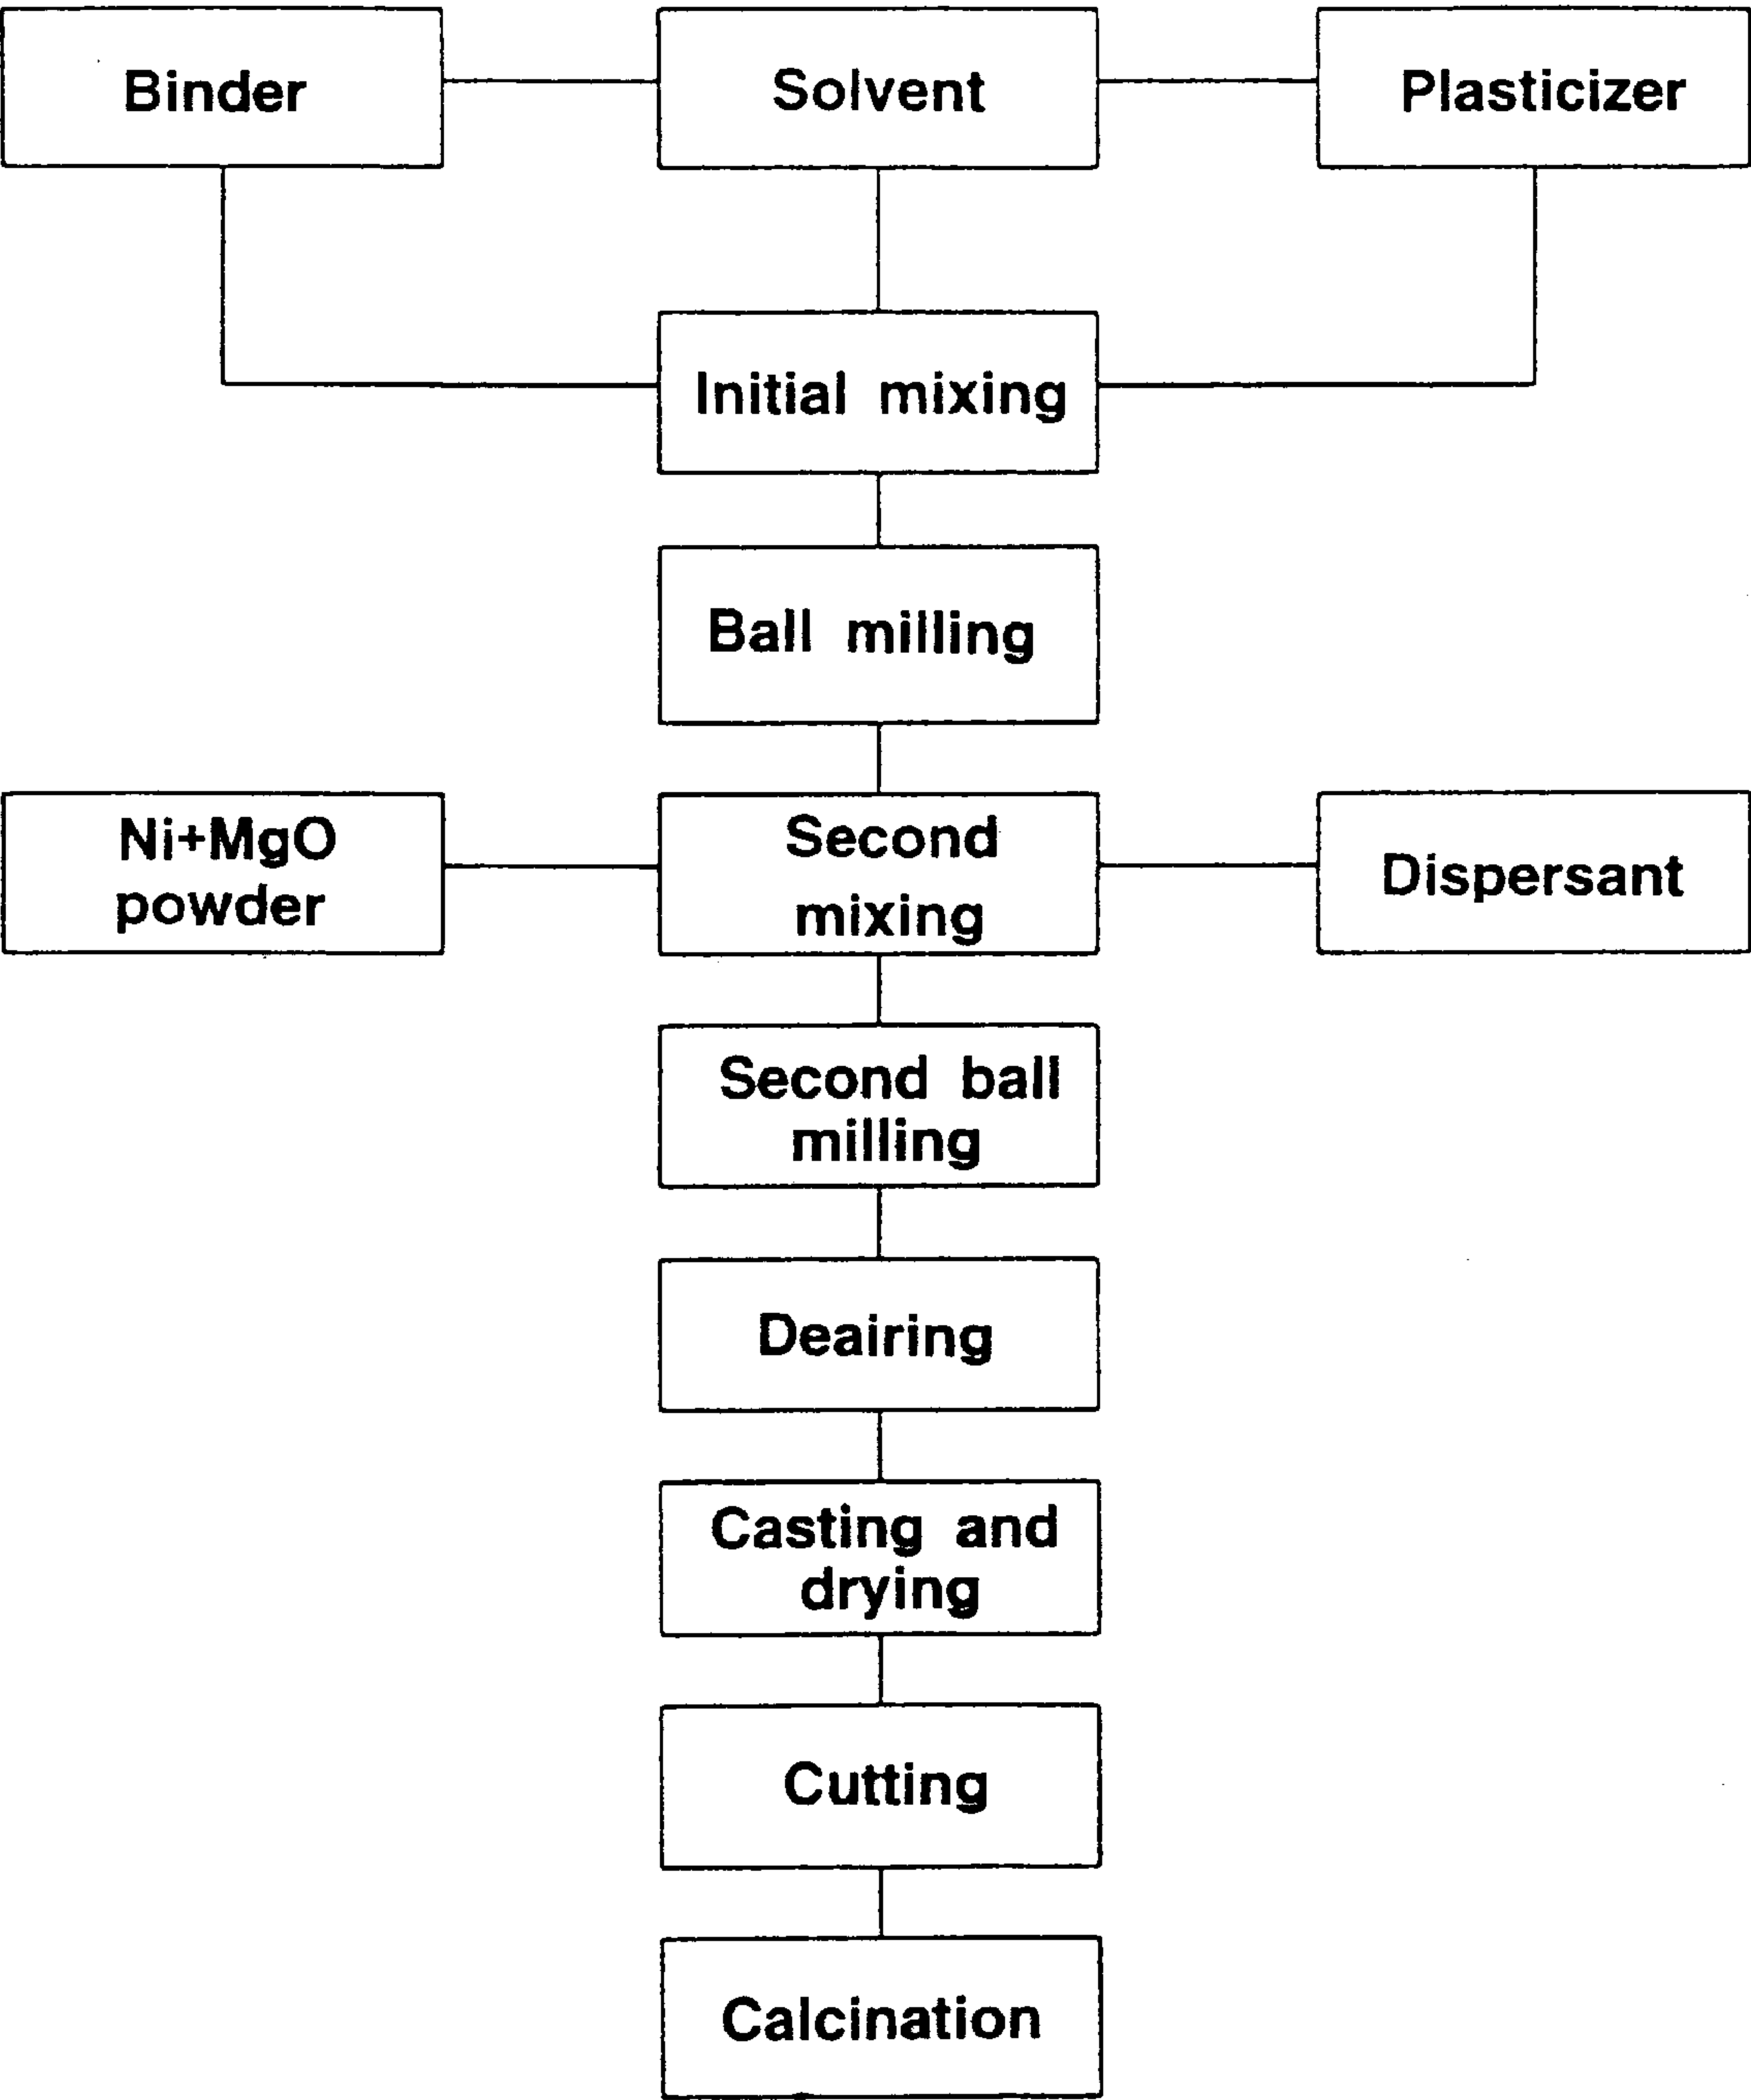 Binder
Solvent
Plasticizer
Initial mixing
Ball milling
Ni+MgO
powder
Second
mixing
Dispersant
Second ball
milling
Deairing
Casting and
drying
Cutting
Calcination